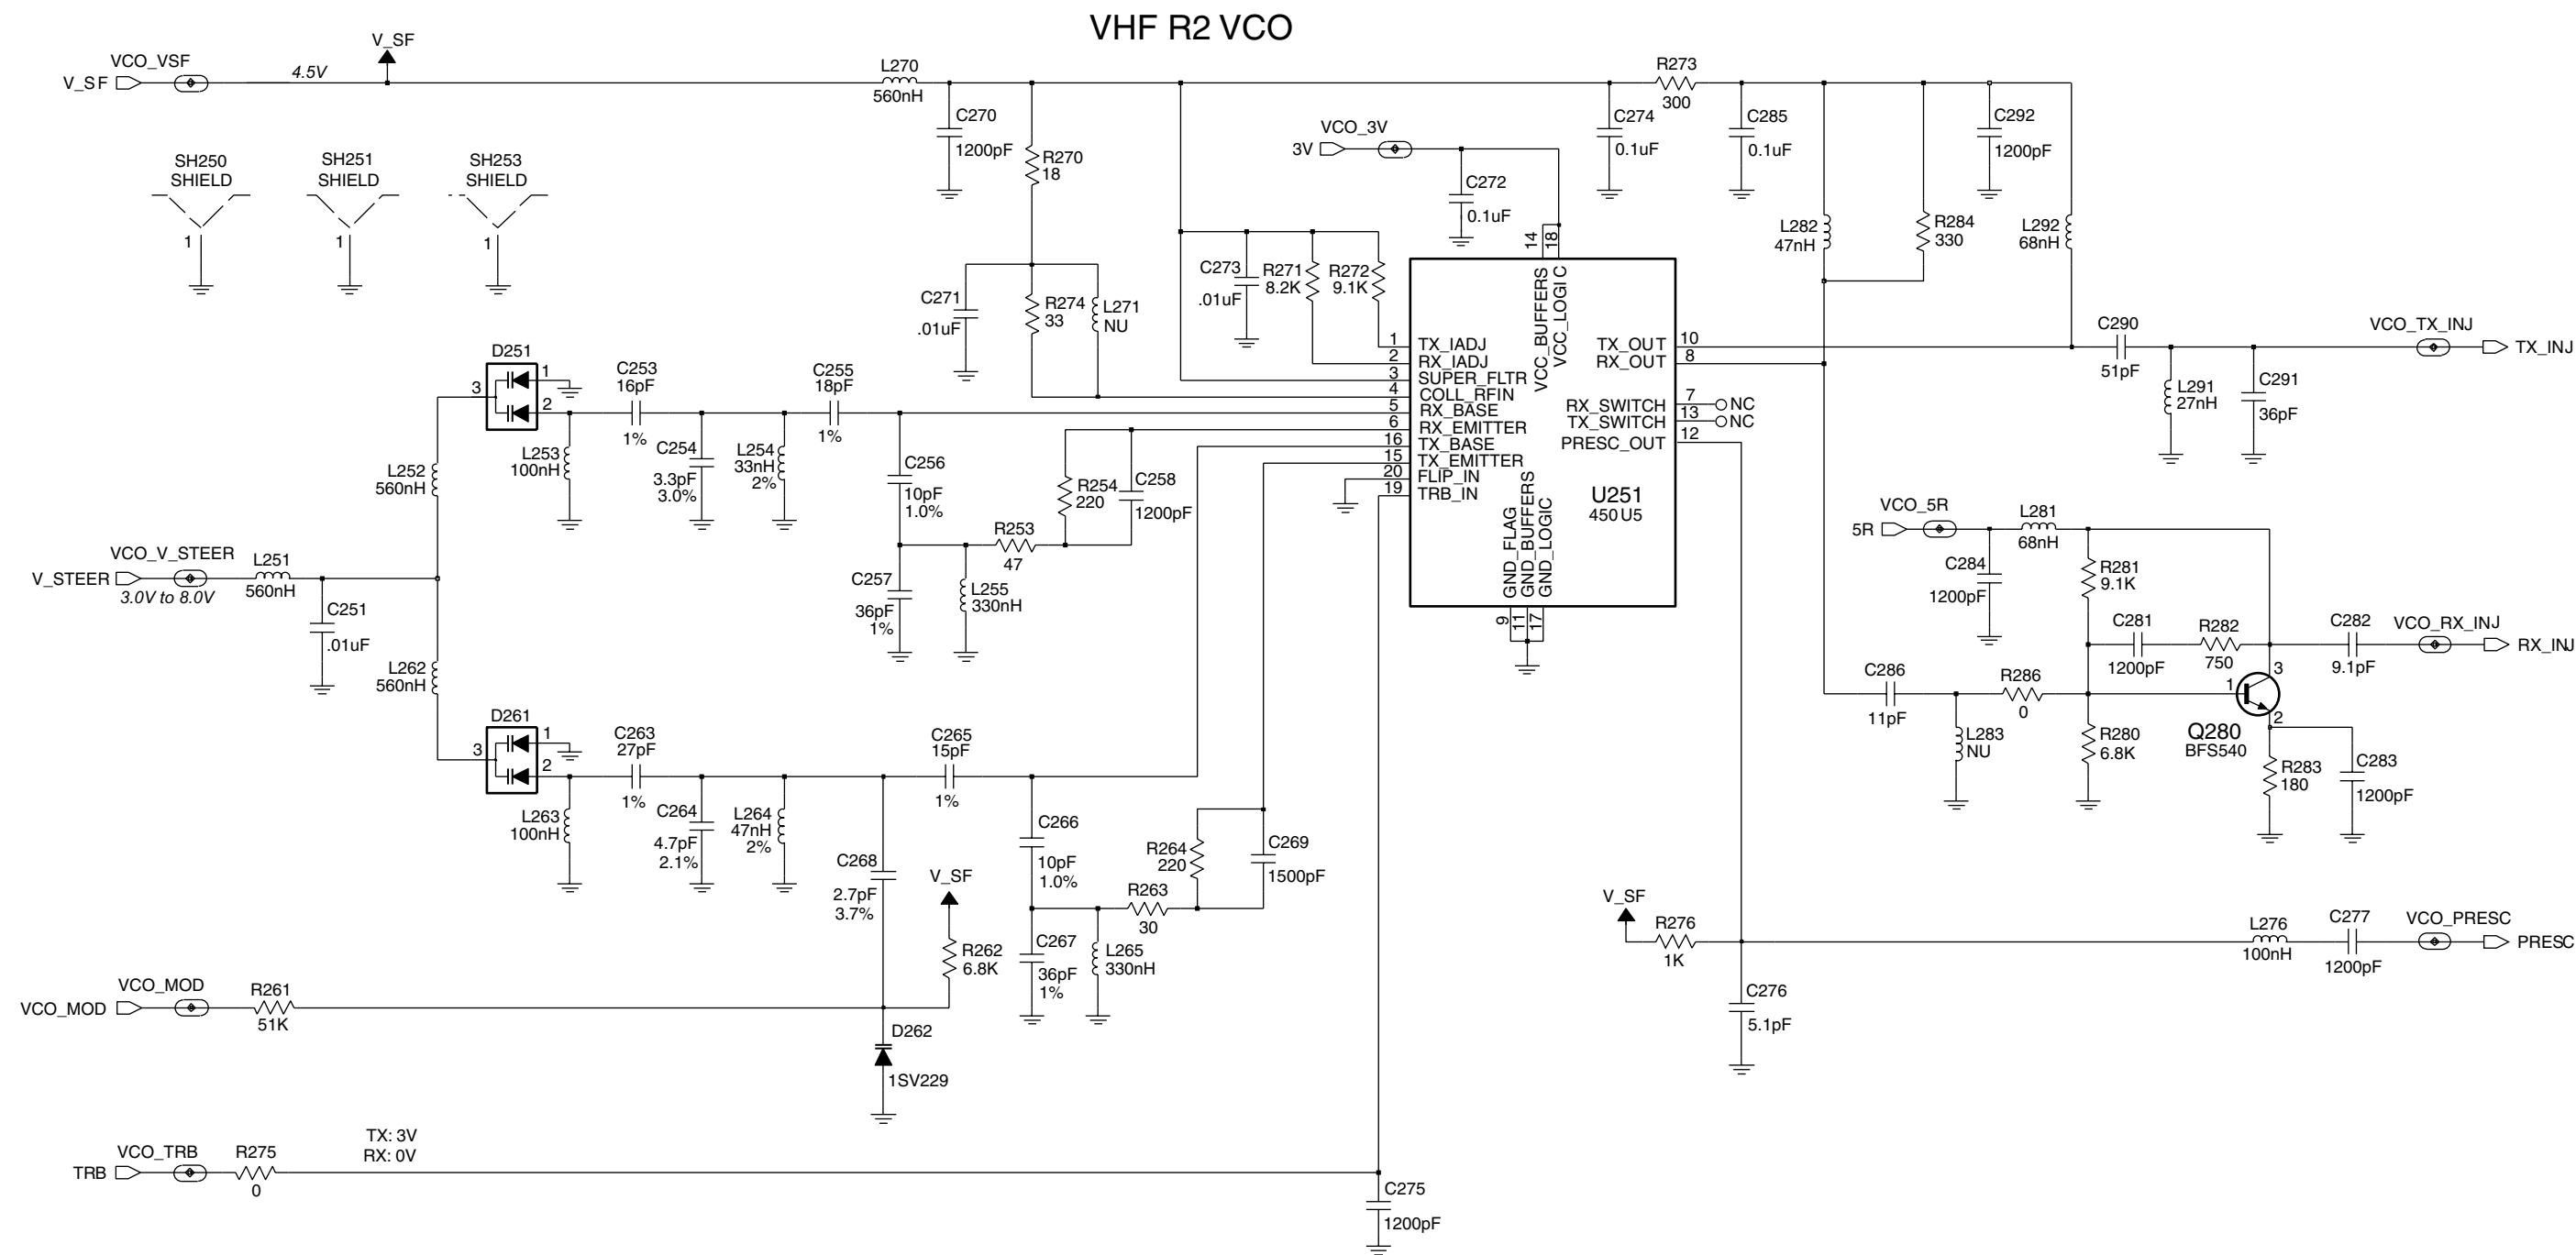 VHF R2 VCO
VCO_VSF
V_SF
4.5V
V_SF
L270
560nH
C270
1200pF
R270
18
R273
300
C274
0.1uF
C285
0.1uF
C292
1200pF
VCO_3V
3V
C272
0.1uF
SH250
SHIELD
1
SH251
SHIELD
1
SH253
SHIELD
1
L282
47nH
R284
330
L292
68nH
C271
.01uF
R274
33
L271
NU
C273
.01uF
R271
8.2K
R272
9.1K
14
18
VCC_BUFFERS
VCC_LOGIC
1 TX_IADJ
2 RX_IADJ
3 SUPER_FLTR
4 COLL_RFIN
5 RX_BASE
6 RX_EMITTER
16 TX_BASE
15 TX_EMITTER
20 FLIP_IN
19 TRB_IN
TX_OUT 10
RX_OUT 8
RX_SWITCH 7 NC
TX_SWITCH 13 NC
PRESC_OUT 12
U251
450U5
GND_FLAG
GND_BUFFERS
GND_LOGIC
9
11
17
C290
51pF
L291
27nH
C291
36pF
VCO_TX_INJ
TX_INJ
D251
3
1
2
C253
16pF
1%
C255
18pF
1%
L252
560nH
L253
100nH
C254
3.3pF
3.0%
L254
33nH
2%
C256
10pF
1.0%
R254
220
C258
1200pF
R253
47
C257
36pF
1%
L255
330nH
VCO_V_STEER
V_STEER
3.0V to 8.0V
L251
560nH
C251
.01uF
L262
560nH
VCO_5R
5R
L281
68nH
C284
1200pF
R281
9.1K
C281
1200pF
R282
750
C282
9.1pF
VCO_RX_INJ
RX_INJ
C286
11pF
R286
0
L283
NU
R280
6.8K
1
3
2
Q280
BFS540
R283
180
C283
1200pF
D261
3
1
2
C263
27pF
1%
C265
15pF
1%
L263
100nH
C264
4.7pF
2.1%
L264
47nH
2%
C268
2.7pF
3.7%
V_SF
R262
6.8K
C266
10pF
1.0%
R264
220
C269
1500pF
R263
30
C267
36pF
1%
L265
330nH
V_SF
R276
1K
C276
5.1pF
L276
100nH
C277
1200pF
VCO_PRESC
PRESC
VCO_MOD
VCO_MOD
R261
51K
D262
1SV229
TX: 3V
RX: 0V
VCO_TRB
TRB
R275
0
C275
1200pF